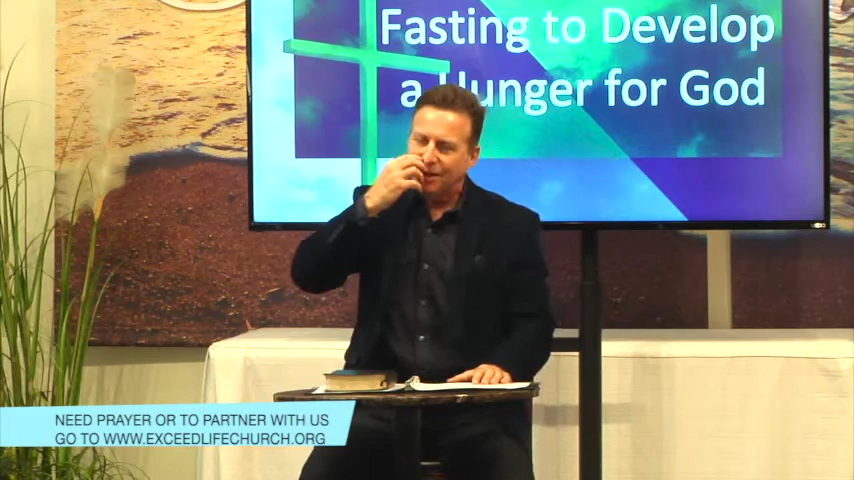 Fasting to Develop
a Hunger for God
NEED PRAYER OR TO PARTNER WITH US
GO TO WWW.EXCEEDLIFECHURCH.ORG